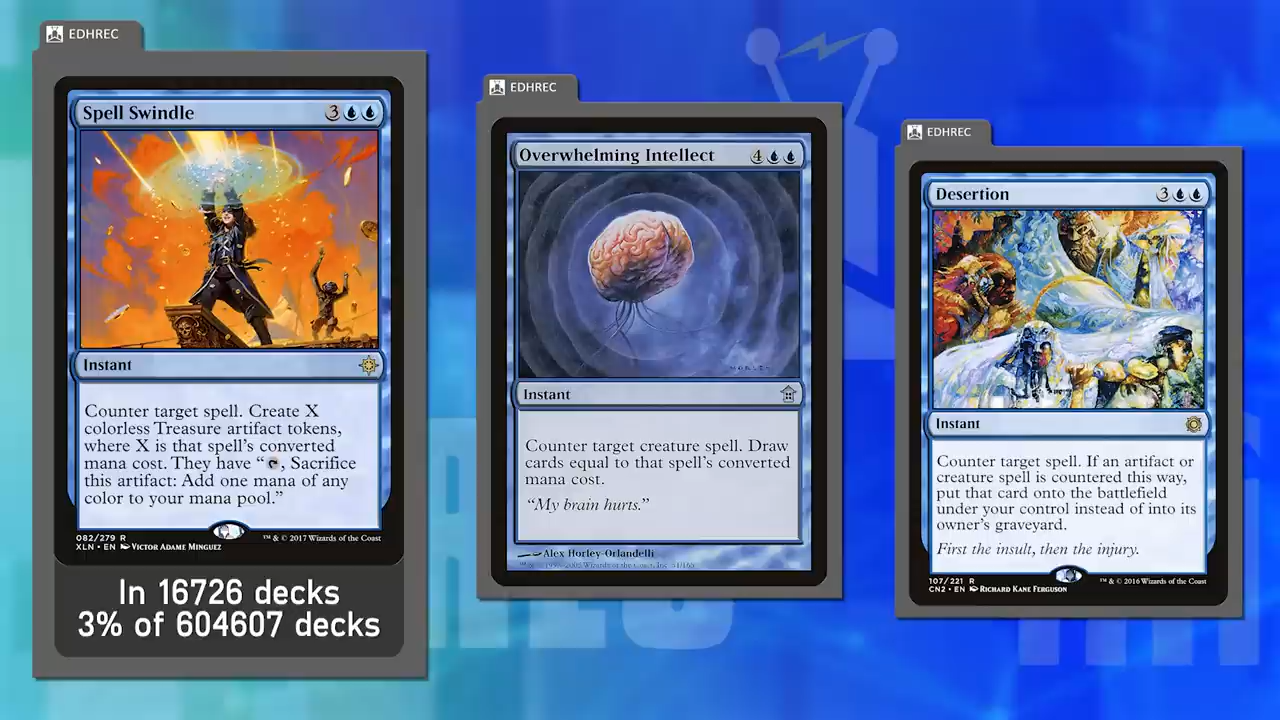 EDHREC
Spell Swindle 3
Instant
Counter target spell. Create X
colorless Treasure artifact tokens,
where X is that spell's converted
mana cost. They have “ , Sacrifice
this artifact: Add one mana of any
color to your mana pool.”
082/279 R
XLN • EN Victor Adame Minguez
™ & © 2017 Wizards of the Coast
In 16726 decks
3% of 604607 decks
EDHREC
Overwhelming Intellect 4
Instant
Counter target creature spell. Draw
cards equal to that spell's converted
mana cost.
“My brain hurts.”
Alex Horley-Orlandelli
EDHREC
Desertion 3
Instant
Counter target spell. If an artifact or
creature spell is countered this way,
put that card onto the battlefield
under your control instead of into its
owner's graveyard.
First the insult, then the injury.
107/221 R
CN2 • EN Richard Kane Ferguson
™ & © 2016 Wizards of the Coast